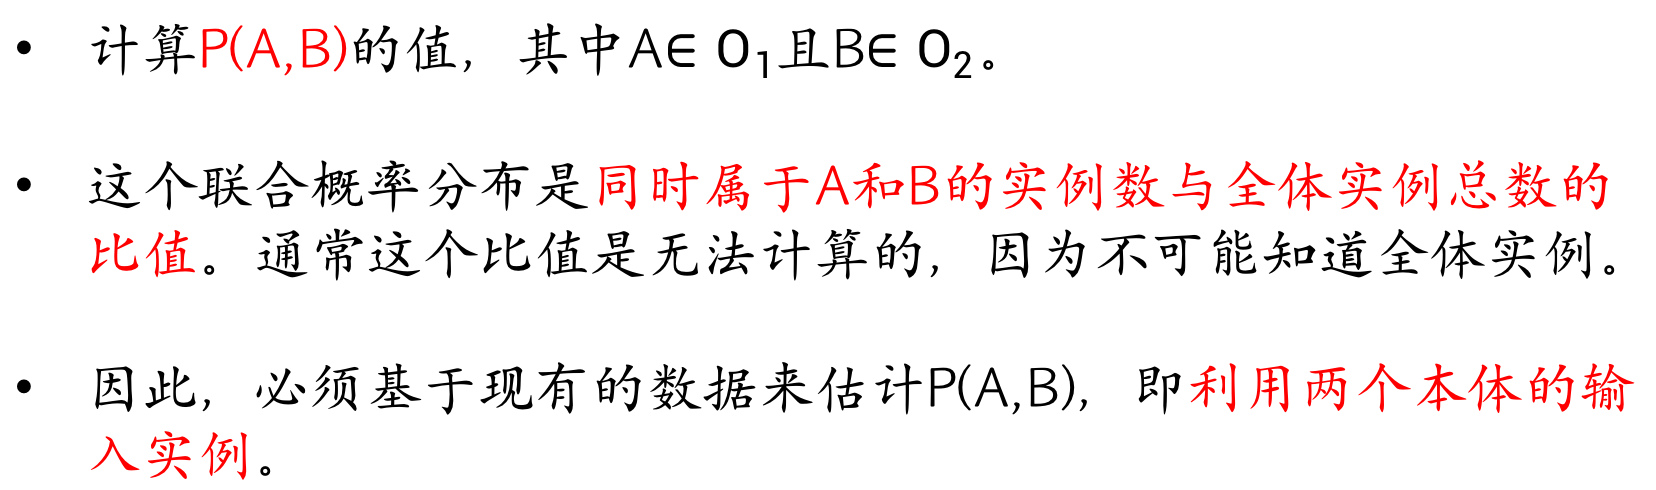 • 计算P(A,B)的值，其中A∈ O₁且B∈ O₂。
• 这个联合概率分布是同时属于A和B的实例数与全体实例总数的
比值。通常这个比值是无法计算的，因为不可能知道全体实例。
• 因此，必须基于现有的数据来估计P(A,B)，即利用两个本体的输
入实例。